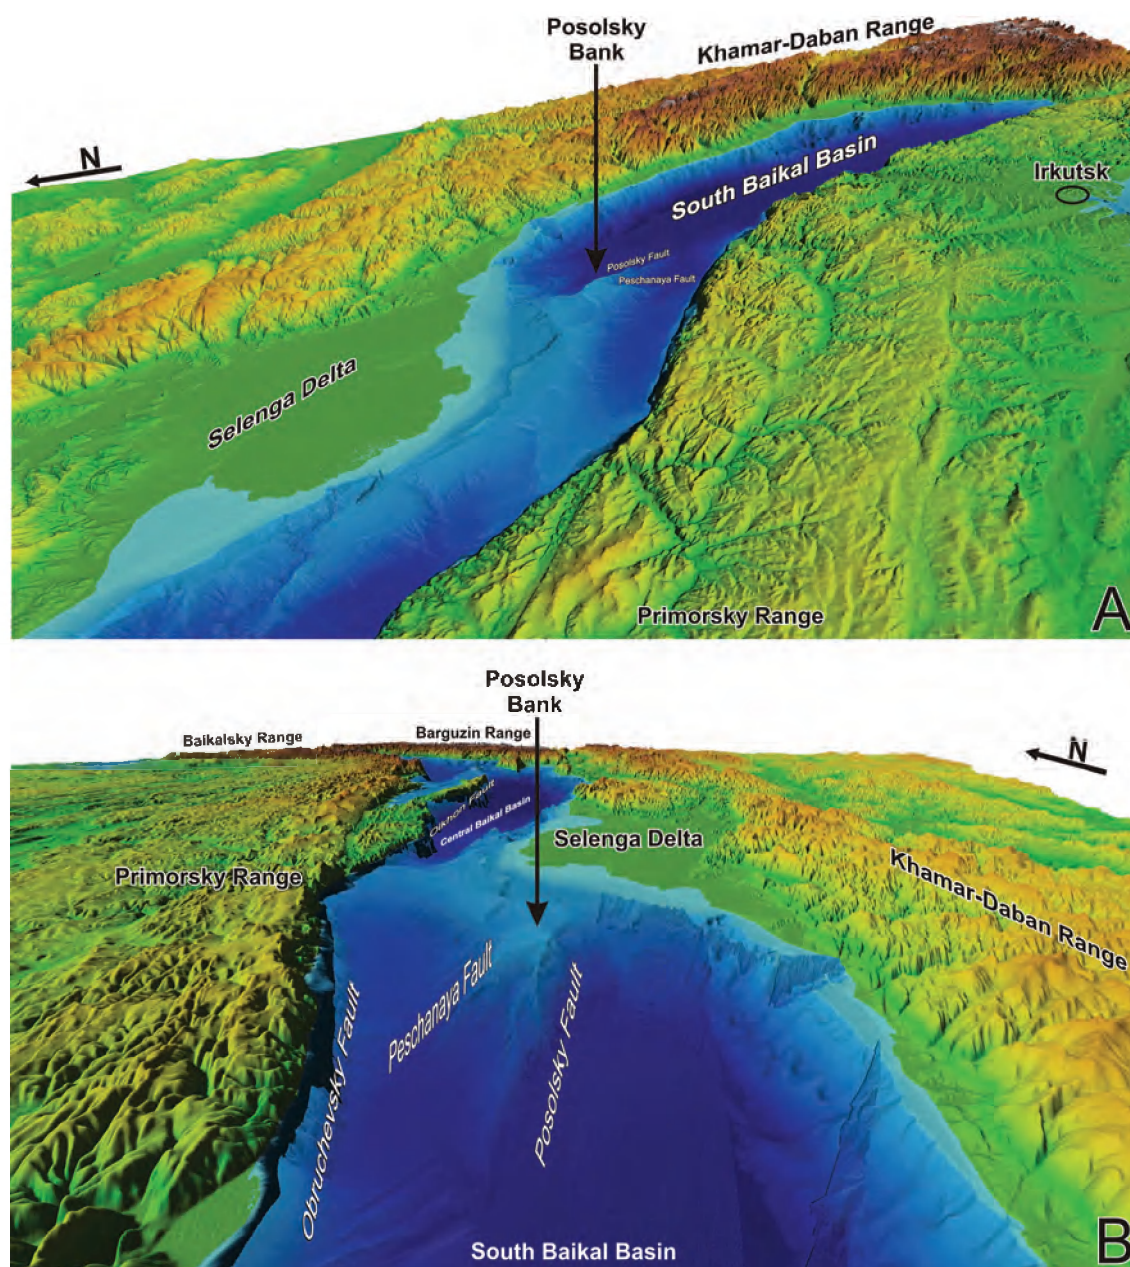 Posolsky
Bank
Khamar-Daban Range
N
South Baikal Basin
Irkutsk
Posolsky Fault
Peschanaya Fault
Selenga Delta
Primorsky Range
A
Posolsky
Bank
Baikalsky Range
Barguzin Range
N
Olkhon Fault
Central Baikal Basin
Selenga Delta
Primorsky Range
Khamar-Daban Range
Peschanaya Fault
Posolsky Fault
Obruchevsky Fault
South Baikal Basin
B